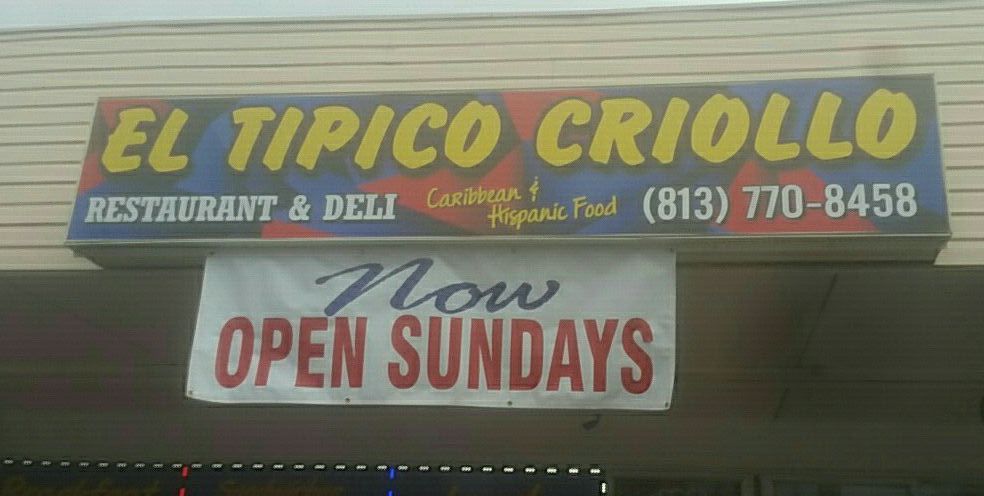 EL TIPICO CRIOLLO
RESTAURANT & DELI
Caribbean &
Hispanic Food
(813) 770-8458
Now
OPEN SUNDAYS